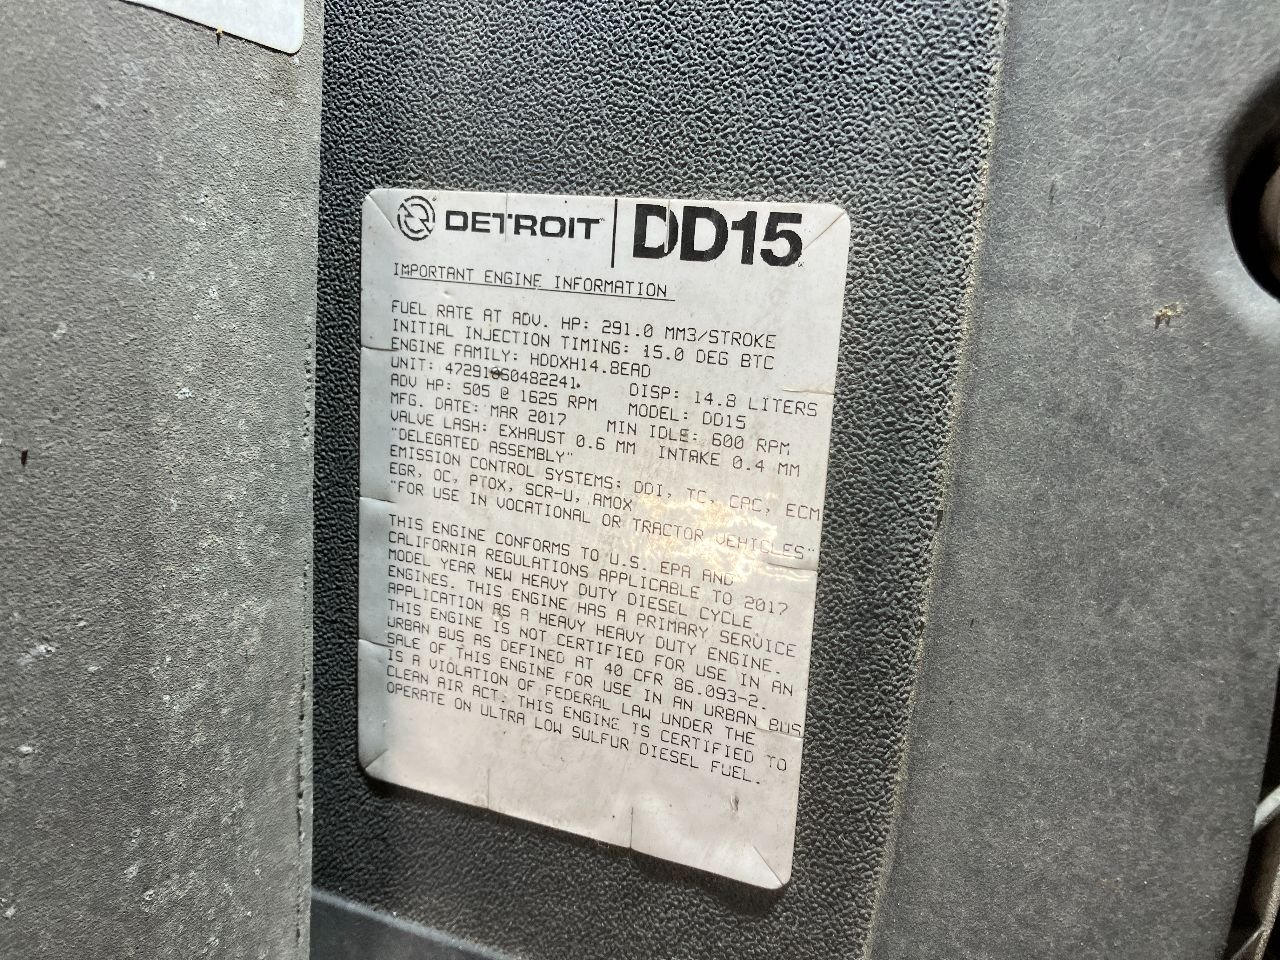 DETROIT DD15
IMPORTANT ENGINE INFORMATION
FUEL RATE AT ADV. HP: 291.0 MM3/STROKE
INITIAL INJECTION TIMING: 15.0 DEG BTC
ENGINE FAMILY: HDDXH14.8EAD
UNIT: DISP: 14.8 LITERS
ADV HP: 505 @ 1625 RPM MODEL: DD15
MFG. DATE: MAR 2017 MIN IDLE: 600 RPM
VALVE LASH: EXHAUST 0.6 MM INTAKE 0.4 MM
"DELEGATED ASSEMBLY"
EMISSION CONTROL SYSTEMS: DDI, TC, CAC, ECM
EGR, OC, PTOX, SCR-U, AMOX
"FOR USE IN VOCATIONAL OR TRACTOR VEHICLES"
THIS ENGINE CONFORMS TO U.S. EPA AND
CALIFORNIA REGULATIONS APPLICABLE TO 2017
MODEL YEAR NEW HEAVY DUTY DIESEL CYCLE
ENGINES. THIS ENGINE HAS A PRIMARY SERVICE
APPLICATION AS A HEAVY HEAVY DUTY ENGINE.
THIS ENGINE IS NOT CERTIFIED FOR USE IN AN
URBAN BUS AS DEFINED AT 40 CFR 86.093-2.
SALE OF THIS ENGINE FOR USE IN AN URBAN BUS
IS A VIOLATION OF FEDERAL LAW UNDER THE
CLEAN AIR ACT. THIS ENGINE IS CERTIFIED TO
OPERATE ON ULTRA LOW SULFUR DIESEL FUEL.